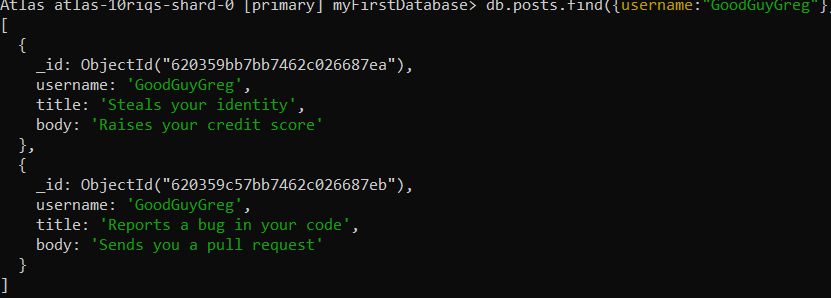 Atlas atlas-10riqs-shard-0 [primary] myFirstDatabase> db.posts.find({username:"GoodGuyGreg"}
[
{
_id: ObjectId("620359bb7bb7462c026687ea"),
username: 'GoodGuyGreg',
title: 'Steals your identity',
body: 'Raises your credit score'
},
{
_id: ObjectId("620359c57bb7462c026687eb"),
username: 'GoodGuyGreg',
title: 'Reports a bug in your code',
body: 'Sends you a pull request'
}
]